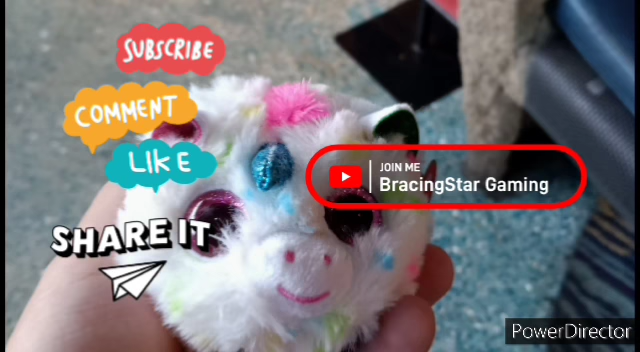 SUBSCRIBE
COMMENT
LIKE
JOIN ME
BracingStar Gaming
SHARE IT
PowerDirector